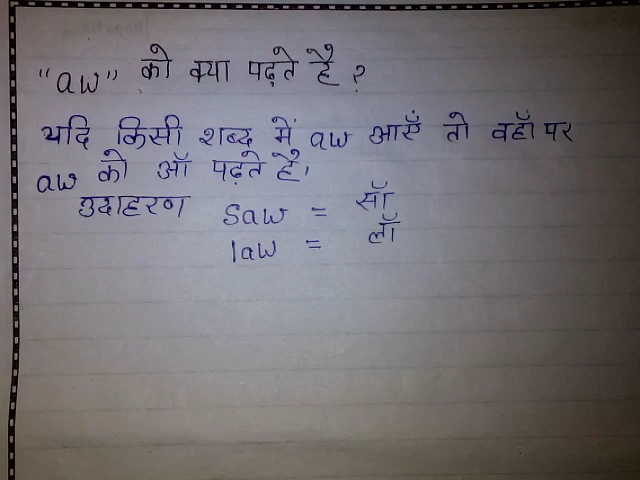 "aw" को क्या पढ़ते है ?
यदि किसी शब्द में aw आएँ तो वहाँ पर
aw को ऑ पढ़ते है।
उदाहरण saw = सॉ
law = लॉ